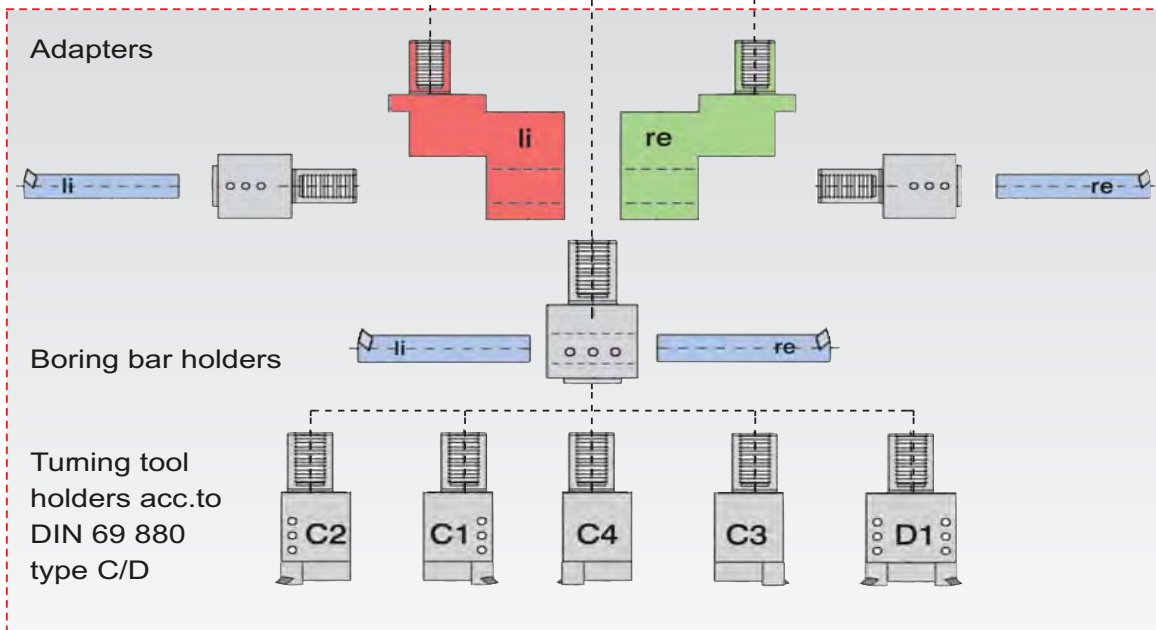 Adapters
li
re
li
re
li
re
Boring bar holders
Turning tool
holders acc.to
DIN 69 880
type C/D
C2
C1
C4
C3
D1